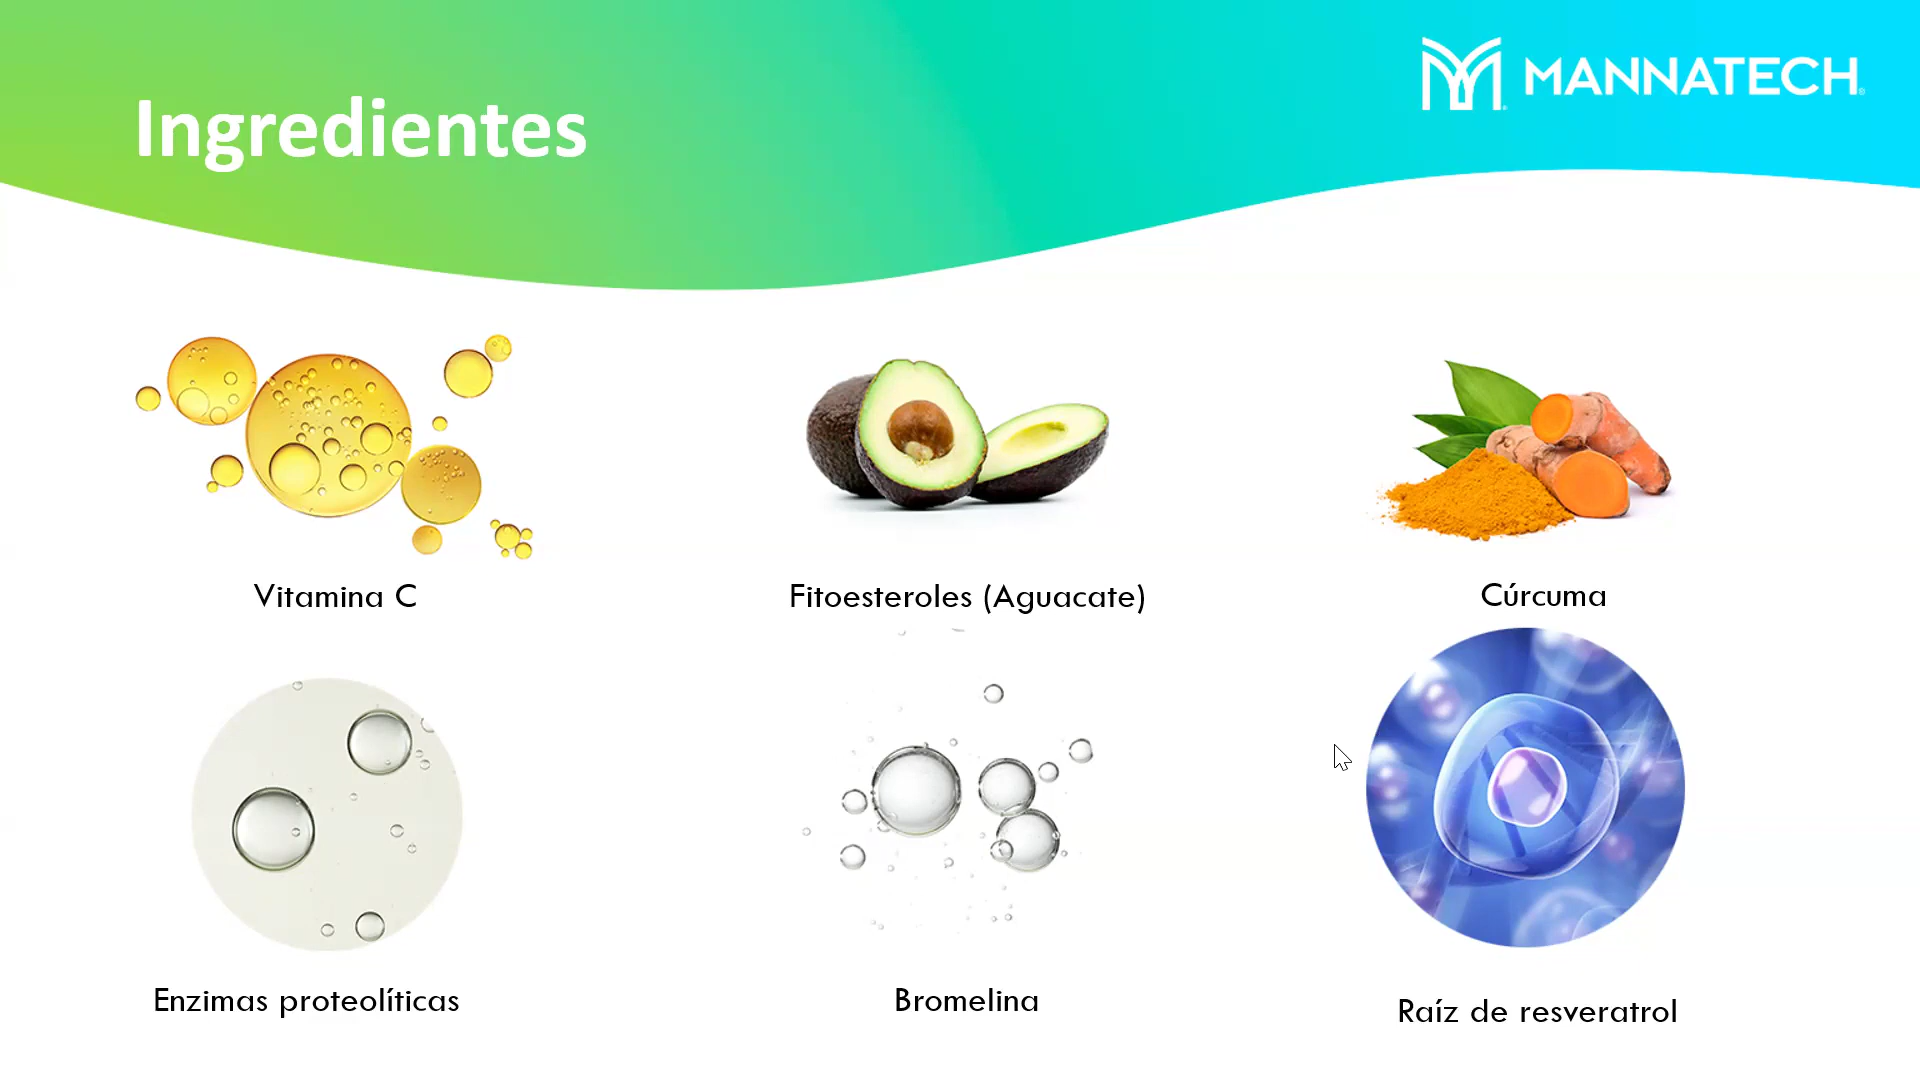 Ingredientes
MANNATECH
Vitamina C
Fitoesteroles (Aguacate)
Cúrcuma
Enzimas proteolíticas
Bromelina
Raíz de resveratrol